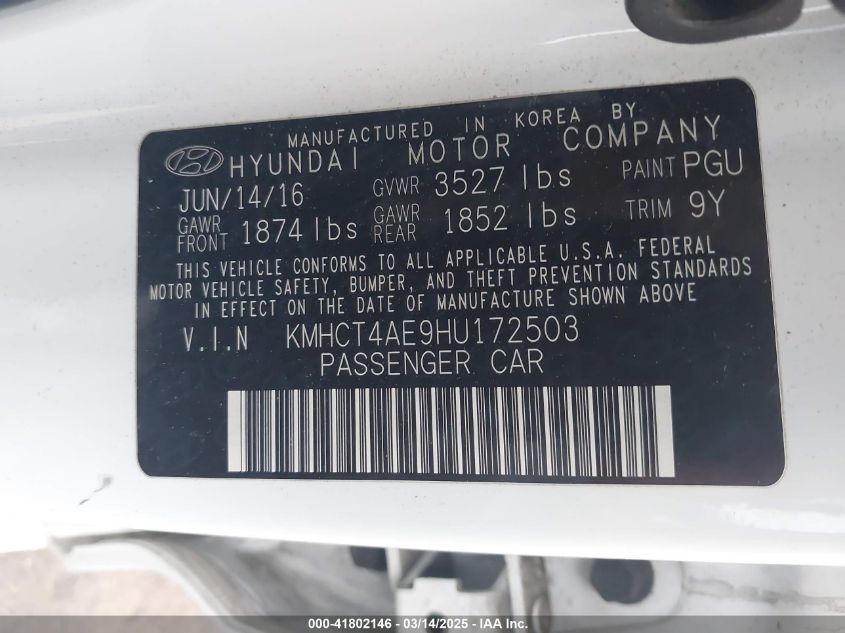 MANUFACTURED IN KOREA BY
HYUNDAI MOTOR COMPANY
JUN/14/16 GVWR 3527 lbs PAINT PGU
GAWR FRONT 1874 lbs GAWR REAR 1852 lbs TRIM 9Y
THIS VEHICLE CONFORMS TO ALL APPLICABLE U.S.A. FEDERAL
MOTOR VEHICLE SAFETY, BUMPER, AND THEFT PREVENTION STANDARDS
IN EFFECT ON THE DATE OF MANUFACTURE SHOWN ABOVE
V.I.N KMHCT4AE9HU172503
PASSENGER CAR
000-41802146 - 03/14/2025 - IAA, Inc.